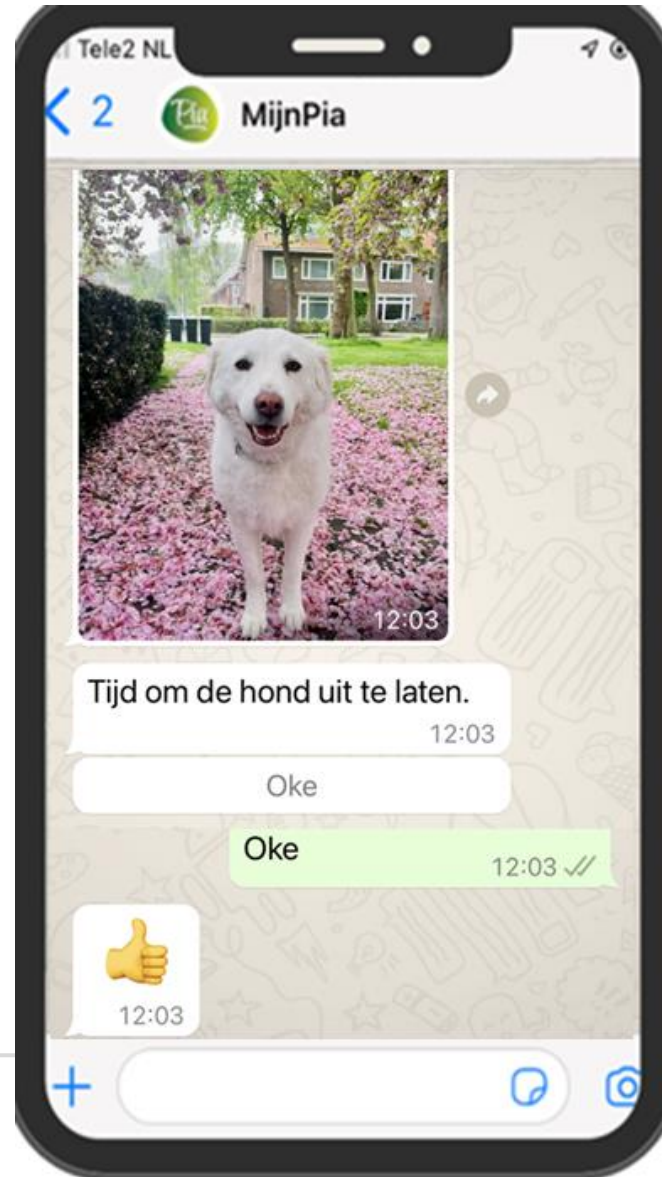 Tele2 NL
2 Pia MijnPia
12:03
Tijd om de hond uit te laten.
12:03
Oke
Oke
12:03
👍
12:03